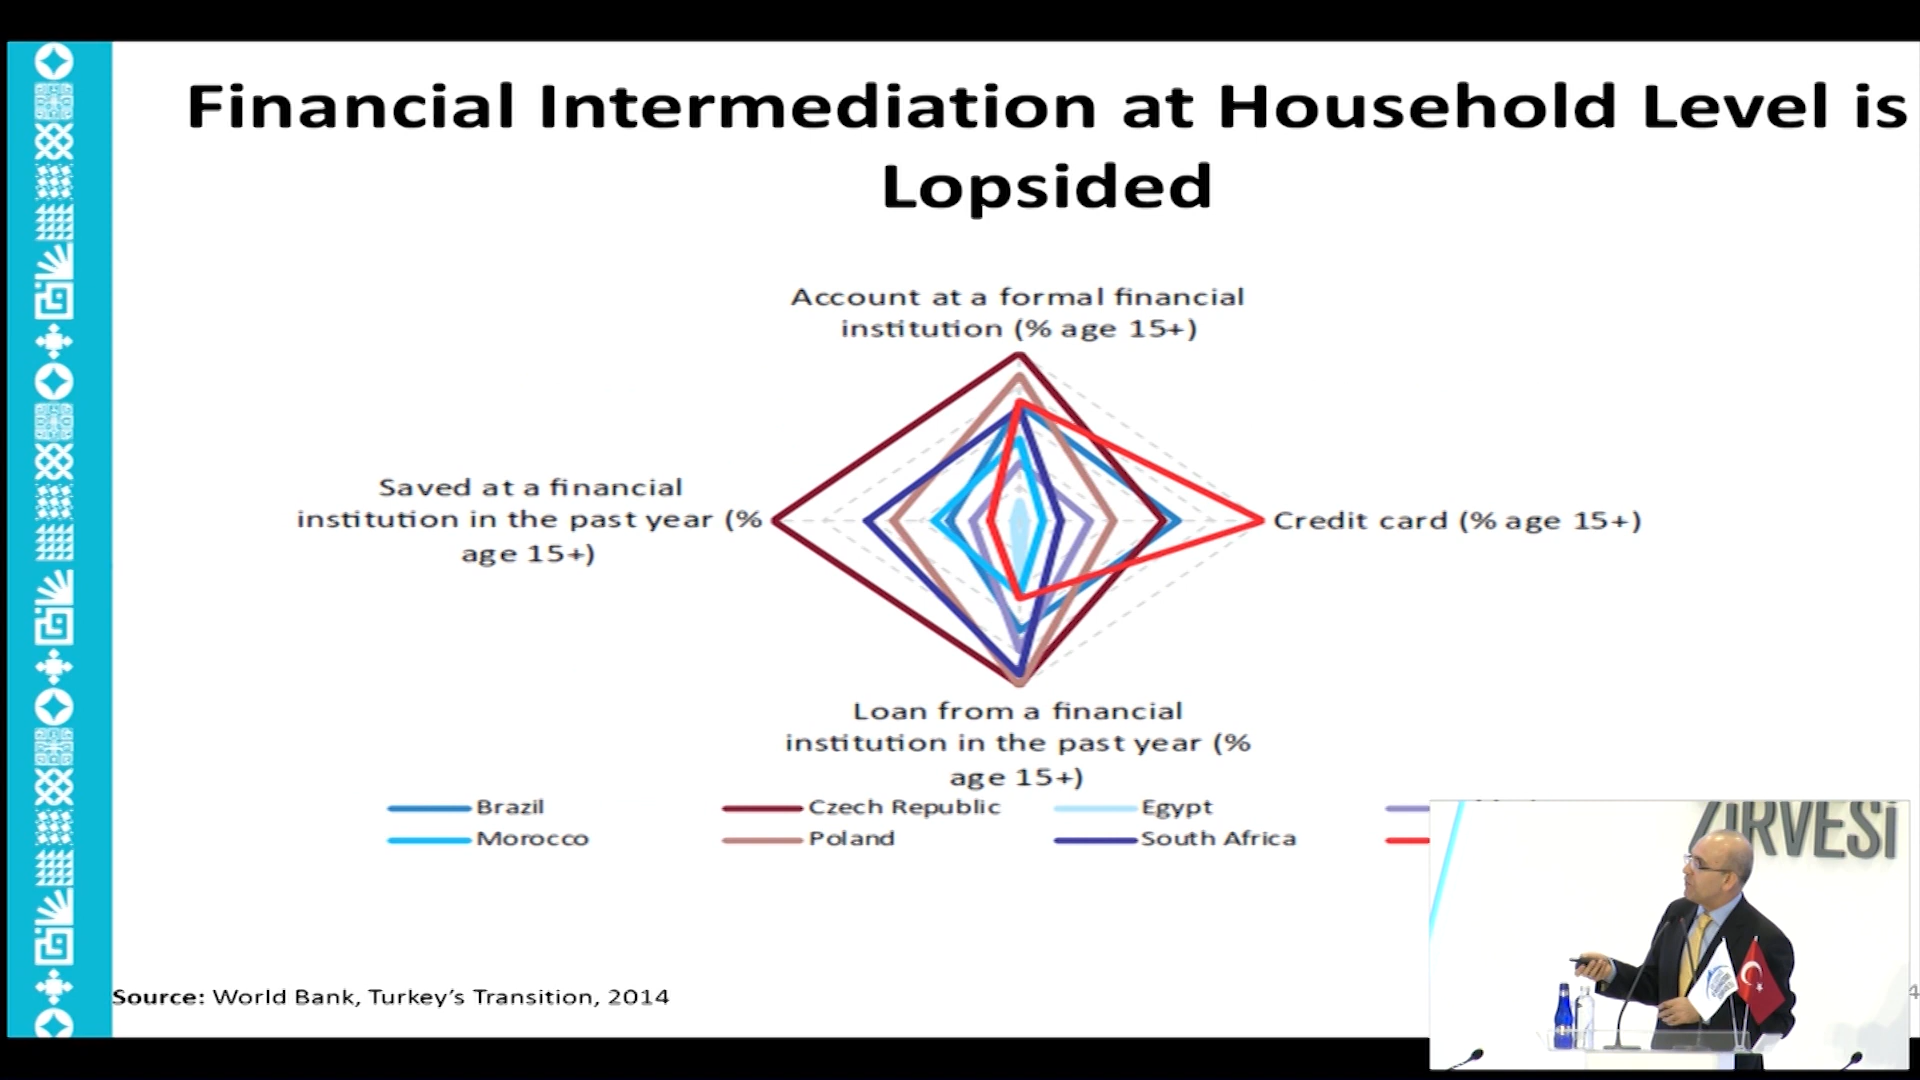 Financial Intermediation at Household Level is
Lopsided
Account at a formal financial
institution (% age 15+)
Saved at a financial
institution in the past year (%
age 15+)
Credit card (% age 15+)
Loan from a financial
institution in the past year (%
age 15+)
Brazil
Czech Republic
Egypt
Morocco
Poland
South Africa
ZİRVESİ
Source: World Bank, Turkey's Transition, 2014
4